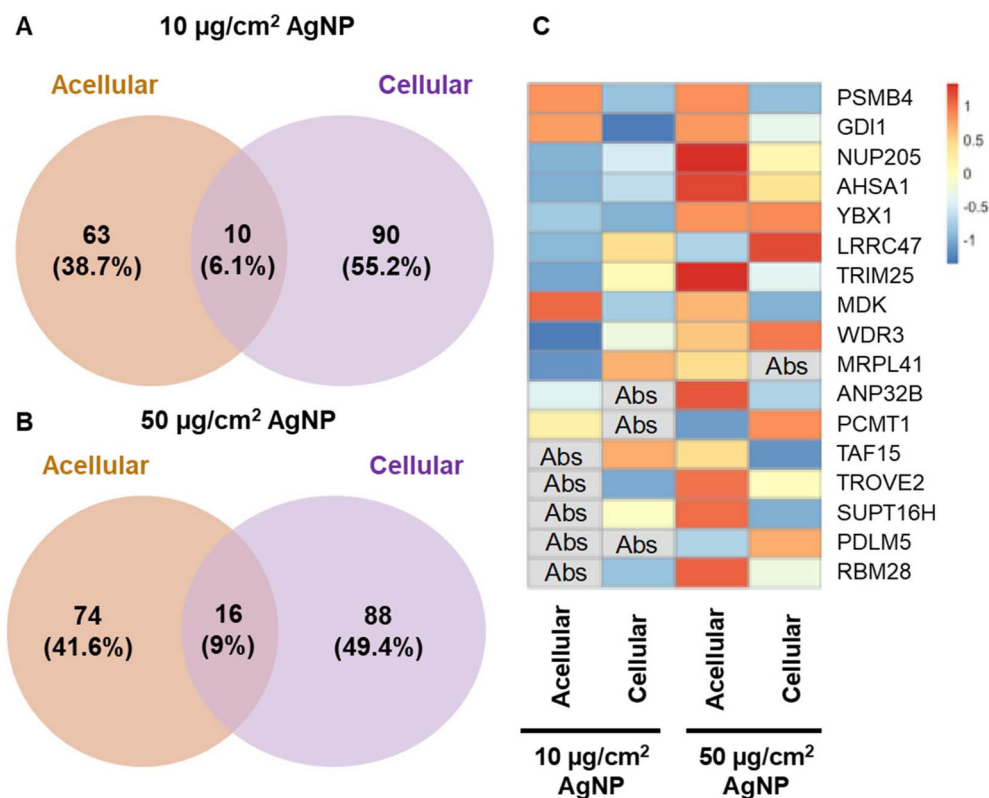 A
10 µg/cm² AgNP
Acellular
Cellular
63
(38.7%)
10
(6.1%)
90
(55.2%)
B
50 µg/cm² AgNP
Acellular
Cellular
74
(41.6%)
16
(9%)
88
(49.4%)
C
PSMB4
GDI1
NUP205
AHSA1
YBX1
LRRC47
TRIM25
MDK
WDR3
Abs
MRPL41
Abs
ANP32B
Abs
PCMT1
Abs
TAF15
Abs
TROVE2
Abs
SUPT16H
Abs
Abs
PDLM5
Abs
RBM28
1
0.5
0
-0.5
-1
Acellular
Cellular
Acellular
Cellular
10 µg/cm²
AgNP
50 µg/cm²
AgNP